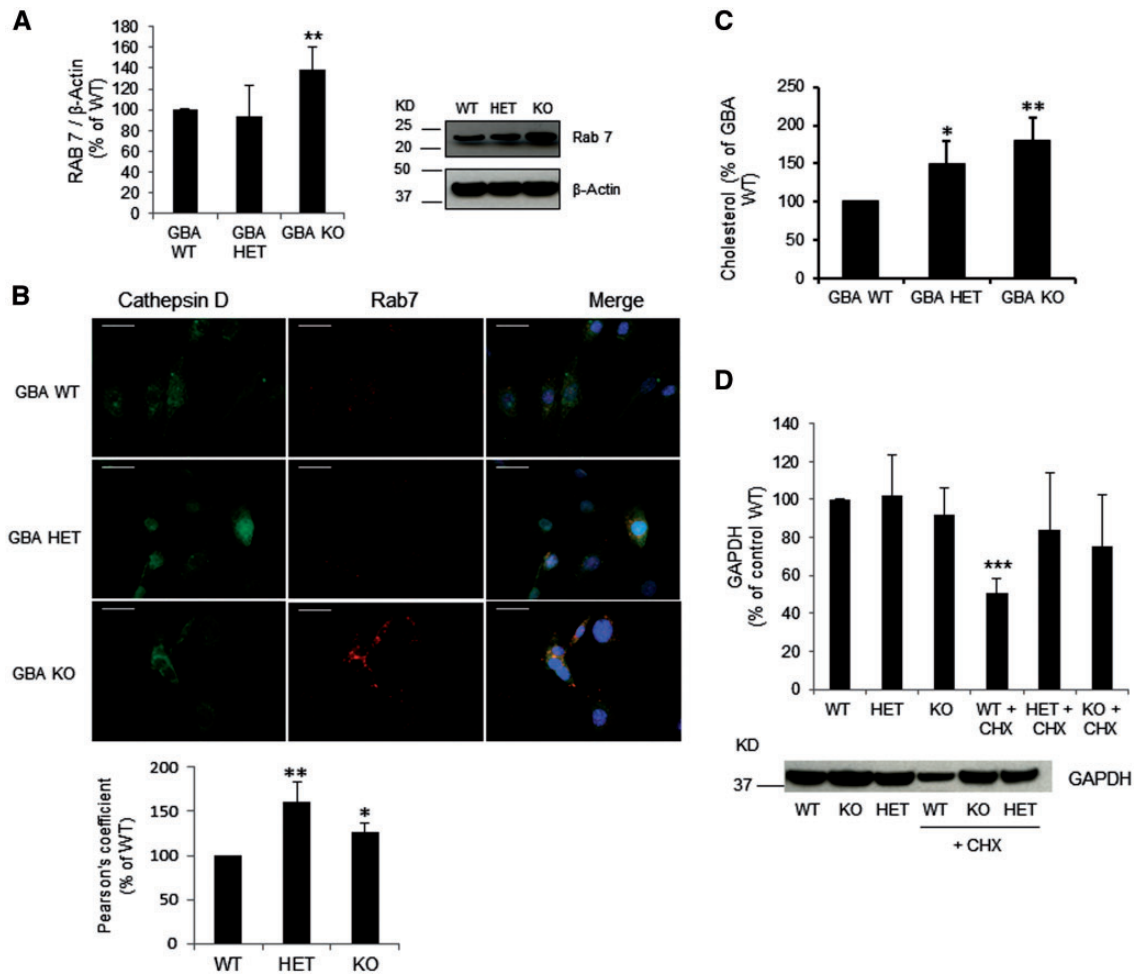 A
RAB 7 / β-Actin
(% of WT)
180
160
140
120
100
80
60
40
20
0
**
GBA
WT
GBA
HET
GBA KO
KD
WT HET KO
25
20
Rab 7
50
37
β-Actin
B
Cathepsin D
Rab7
Merge
GBA WT
GBA HET
GBA KO
Pearson's coefficient
(% of WT)
200
150
100
50
0
**
*
WT
HET
KO
C
Cholesterol (% of GBA
WT)
250
200
150
100
50
0
*
**
GBA WT
GBA HET
GBA KO
D
GAPDH
(% of control WT)
140
120
100
80
60
40
20
0
***
WT
HET
KO
WT +
CHX
HET +
CHX
KO +
CHX
KD
37
GAPDH
WT KO HET WT KO HET
+ CHX